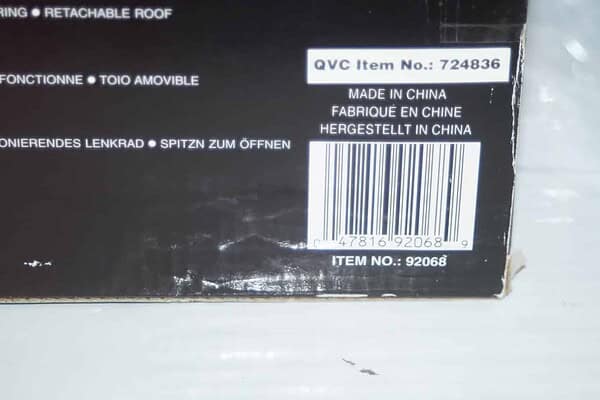 RING ● RETACHABLE ROOF
FONCTIONNE ● TOIO AMOVIBLE
ONIERENDES LENKRAD ● SPITZN ZUM ÖFFNEN
QVC Item No.: 724836
MADE IN CHINA
FABRIQUÉ EN CHINE
HERGESTELLT IN CHINA
0 47816 92068 9
ITEM NO.: 92068